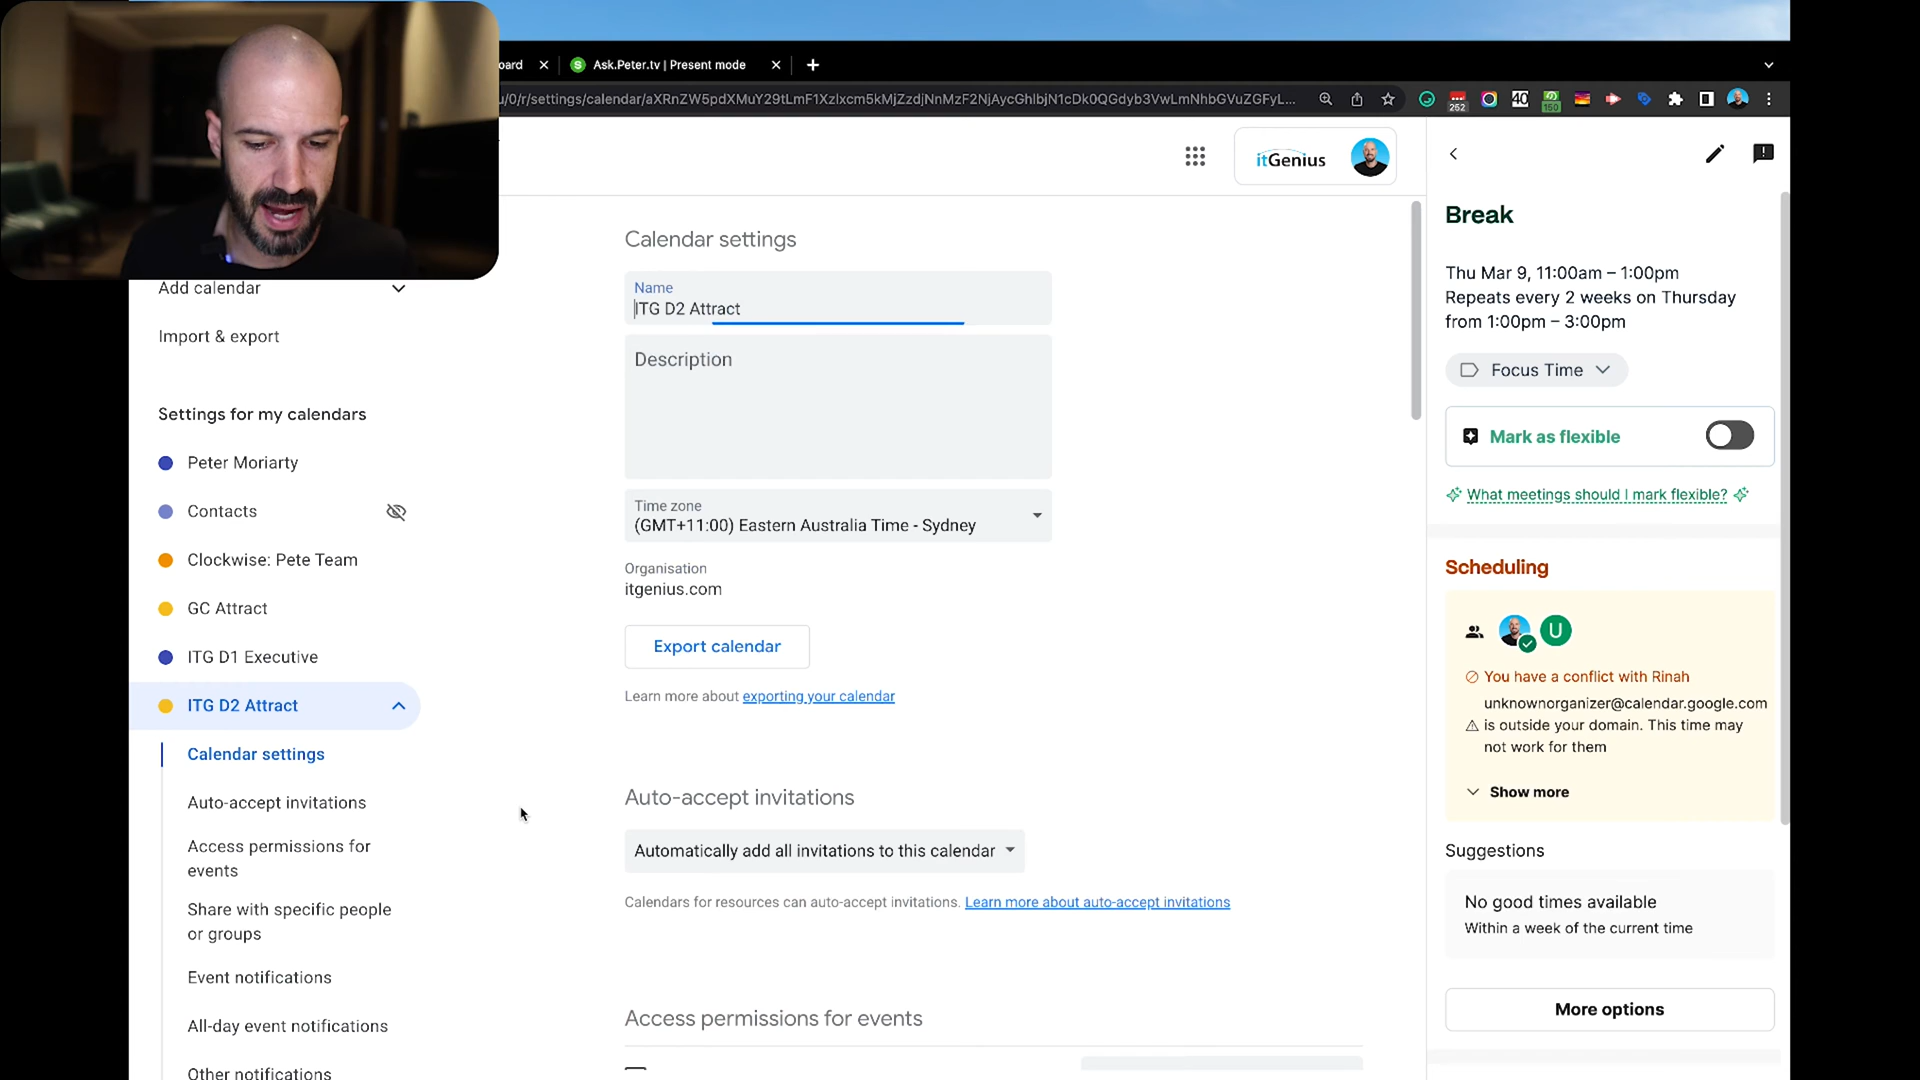 oard
Ask.Peter.tv | Present mode
u/0/r/settings/calendar/aXRnZW5pdXMuY29tLmF1XzIxcm5kMjZzdjNnMzF2NjAycGhlbjN1cDk0QGdyb3VwLmNhbGVuZGFyL...
252
40
150
itGenius
Add calendar
Import & export
Settings for my calendars
Peter Moriarty
Contacts
Clockwise: Pete Team
GC Attract
ITG D1 Executive
ITG D2 Attract
Calendar settings
Auto-accept invitations
Access permissions for
events
Share with specific people
or groups
Event notifications
All-day event notifications
Other notifications
Calendar settings
Name
ITG D2 Attract
Description
Time zone
(GMT+11:00) Eastern Australia Time - Sydney
Organisation
itgenius.com
Export calendar
Learn more about exporting your calendar
Auto-accept invitations
Automatically add all invitations to this calendar
Calendars for resources can auto-accept invitations. Learn more about auto-accept invitations
Access permissions for events
Break
Thu Mar 9, 11:00am – 1:00pm
Repeats every 2 weeks on Thursday
from 1:00pm – 3:00pm
Focus Time
Mark as flexible
What meetings should I mark flexible?
Scheduling
U
You have a conflict with Rinah
unknownorganizer@calendar.google.com
is outside your domain. This time may
not work for them
Show more
Suggestions
No good times available
Within a week of the current time
More options